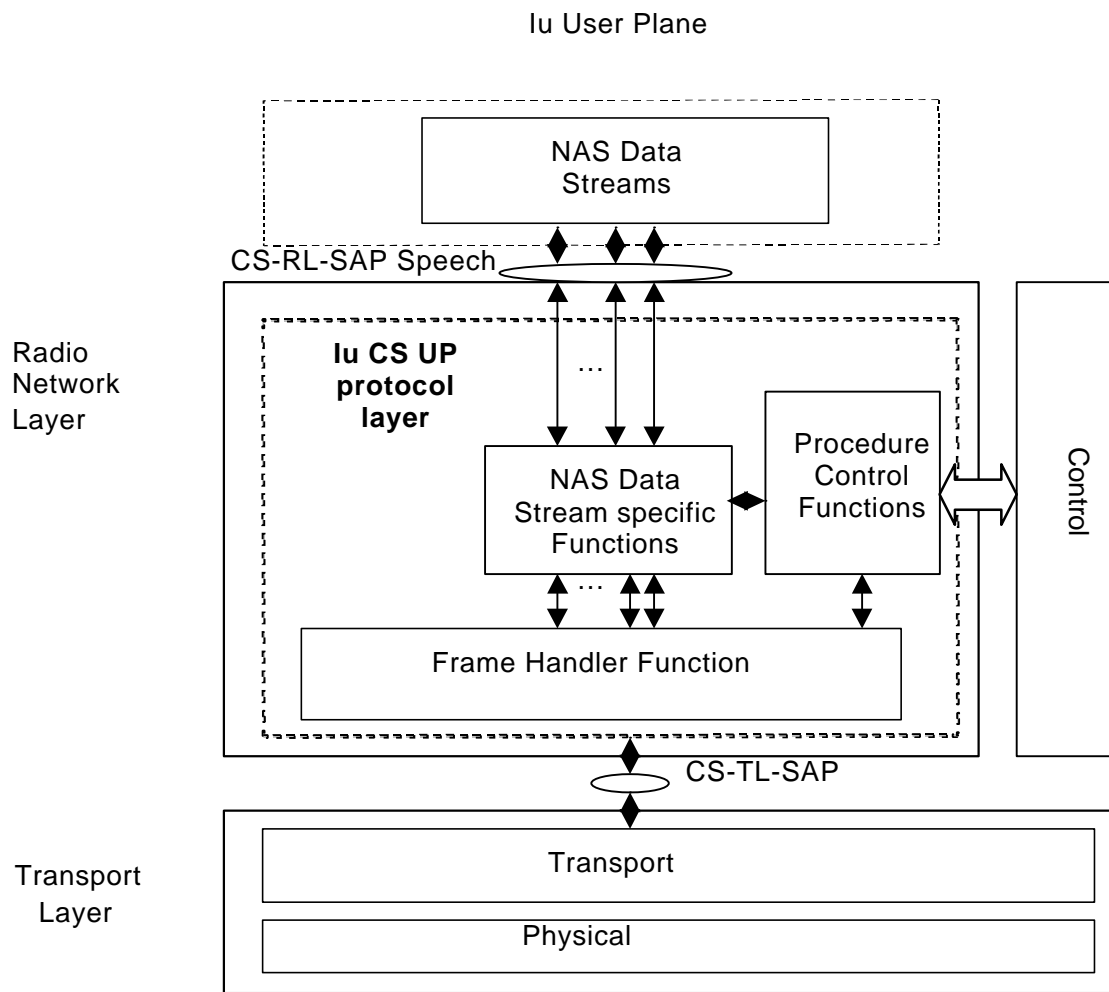 Iu User Plane
NAS Data
Streams
CS-RL-SAP Speech
Radio
Network
Layer
Iu CS UP
protocol
layer
...
Procedure
Control
Functions
Control
NAS Data
Stream specific
Functions
...
Frame Handler Function
CS-TL-SAP
Transport
Layer
Transport
Physical